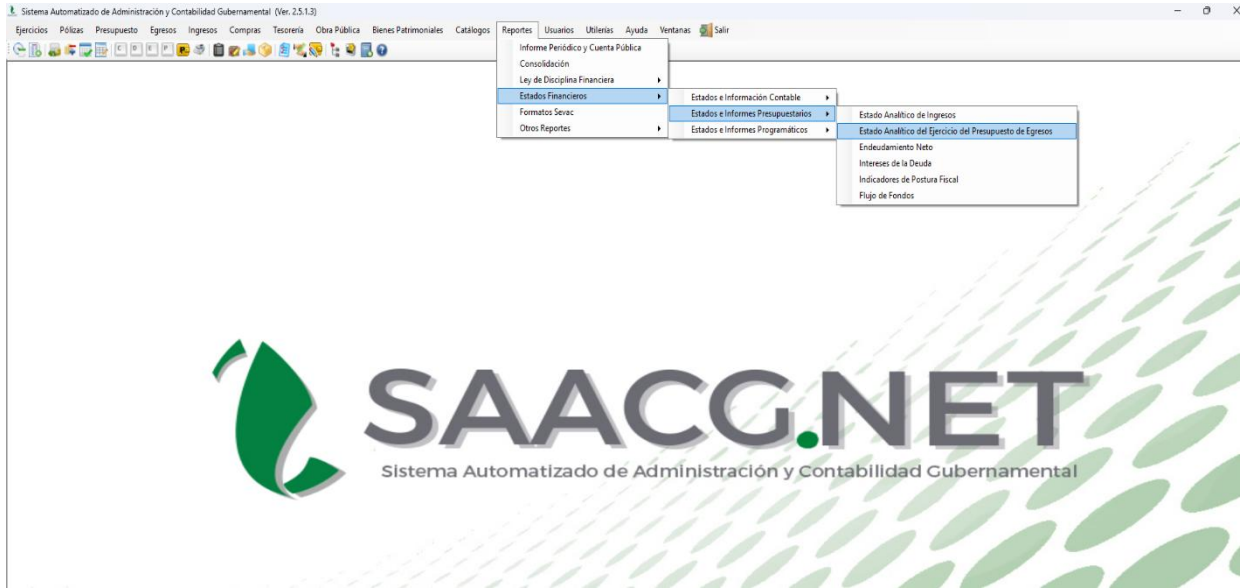 Sistema Automatizado de Administración y Contabilidad Gubernamental (Ver. 2.5.1.3)
Ejercicios Pólizas Presupuesto Egresos Ingresos Compras Tesorería Obra Pública Bienes Patrimoniales Catálogos Reportes Usuarios Utilerías Ayuda Ventanas Salir
C D E P
Informe Periódico y Cuenta Pública
Consolidación
Ley de Disciplina Financiera
Estados Financieros
Formatos Sevac
Otros Reportes
Estados e Información Contable
Estados e Informes Presupuestarios
Estados e Informes Programáticos
Estado Analítico de Ingresos
Estado Analítico del Ejercicio del Presupuesto de Egresos
Endeudamiento Neto
Intereses de la Deuda
Indicadores de Postura Fiscal
Flujo de Fondos
SAACG.NET
Sistema Automatizado de Administración y Contabilidad Gubernamental